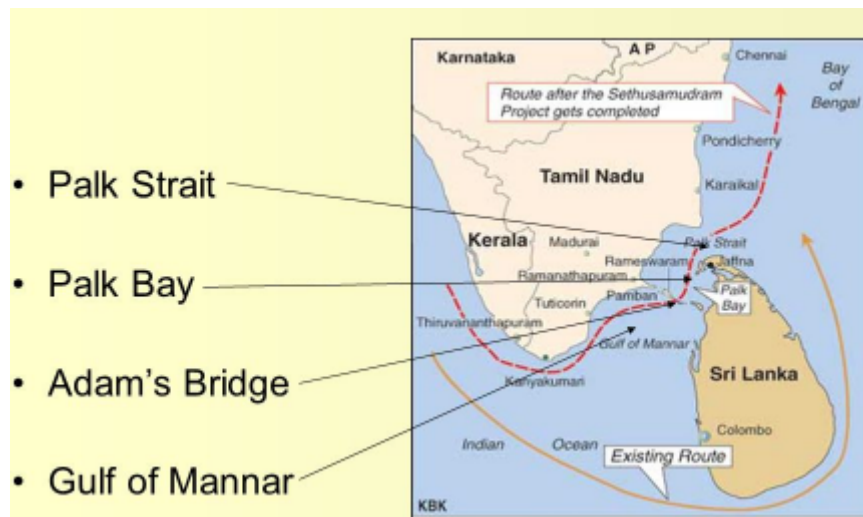 • Palk Strait
• Palk Bay
• Adam's Bridge
• Gulf of Mannar
Karnataka
A P
Chennai
Bay
of
Bengal
Route after the Sethusamudram
Project gets completed
Pondicherry
Tamil Nadu
Karaikal
Kerala
Madurai
Palk Strait
Rameswaram
Jaffna
Ramanathapuram
Pamban
Palk
Bay
Tuticorin
Thiruvananthapuram
Gulf of Mannar
Kanyakumari
Sri Lanka
Colombo
Indian Ocean
Existing Route
KBK